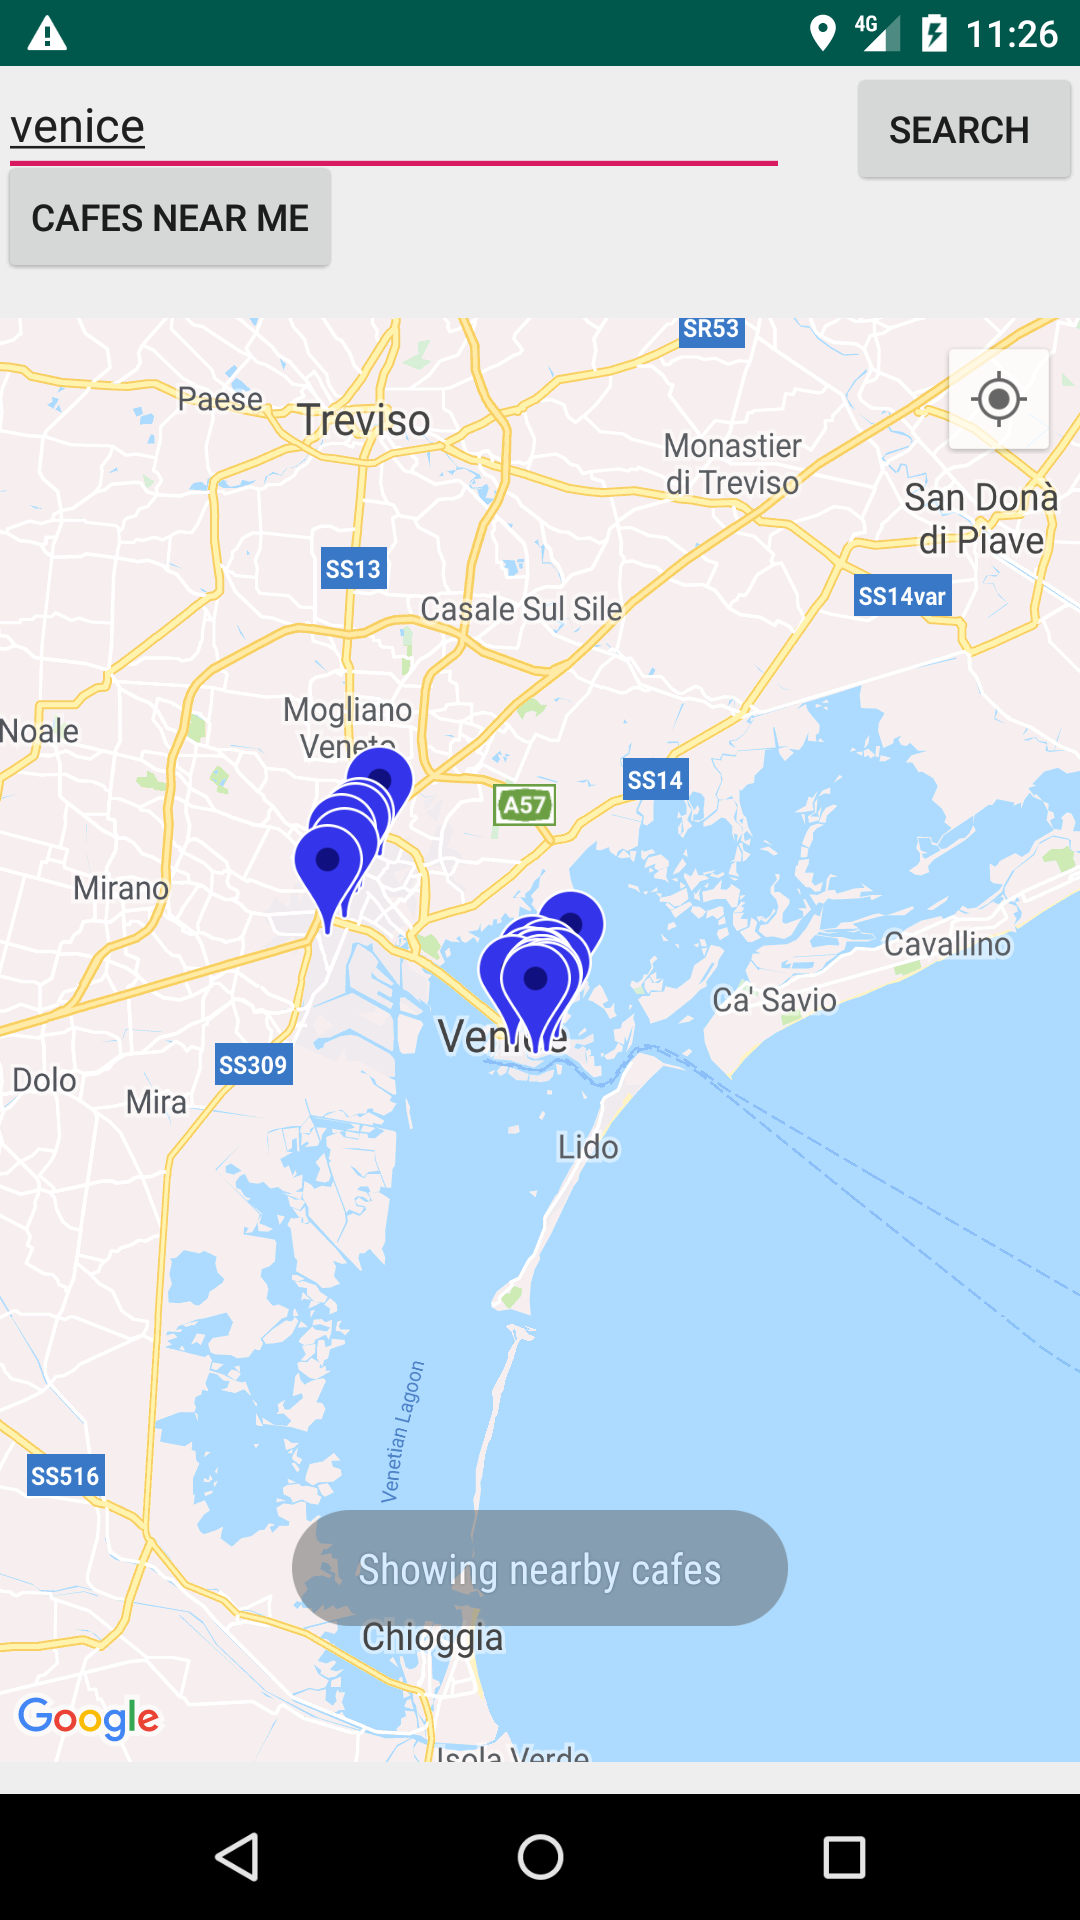 4G 11:26
venice
SEARCH
CAFES NEAR ME
SR53
Paese
Treviso
Monastier
di Treviso
San Donà
di Piave
SS13
SS14var
Casale Sul Sile
Mogliano
Veneto
Noale
SS14
A57
Mirano
Cavallino
Ca' Savio
Venice
SS309
Dolo
Mira
Lido
Venetian Lagoon
SS516
Showing nearby cafes
Chioggia
Google
Isola Verde